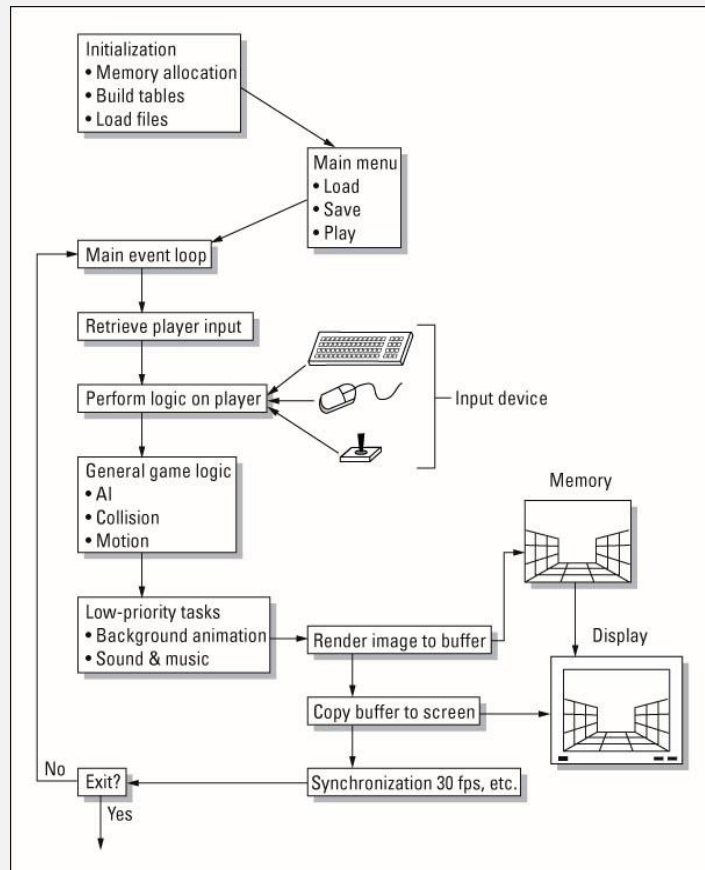 Initialization
• Memory allocation
• Build tables
• Load files
Main menu
• Load
• Save
• Play
Main event loop
Retrieve player input
Perform logic on player
Input device
General game logic
• AI
• Collision
• Motion
Memory
Low-priority tasks
• Background animation
• Sound & music
Render image to buffer
Display
Copy buffer to screen
No
Exit?
Synchronization 30 fps, etc.
Yes